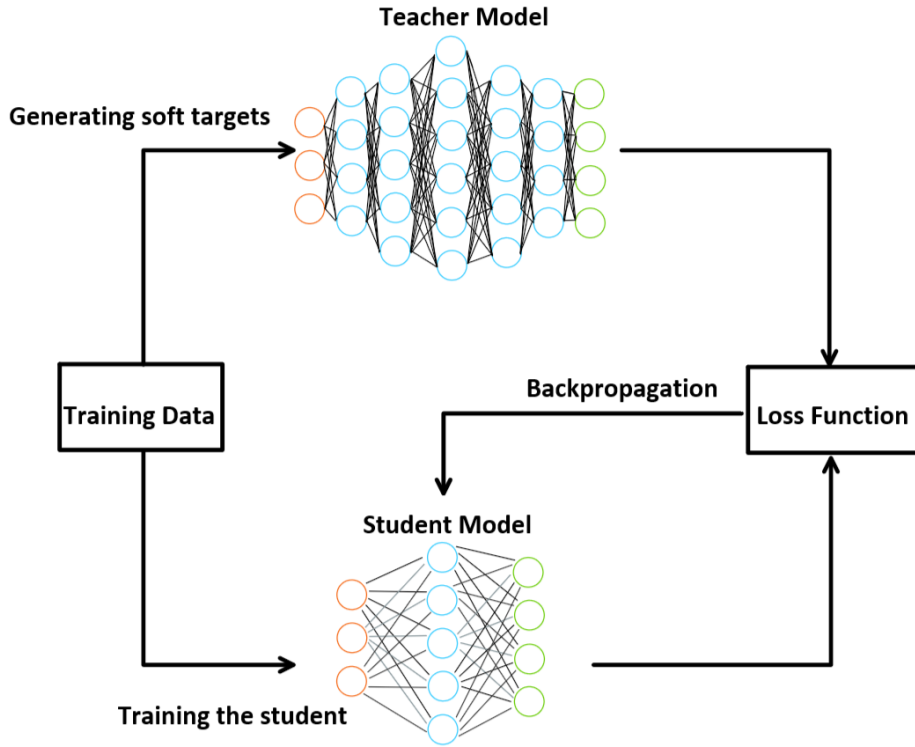 Teacher Model
Generating soft targets
Training Data
Backpropagation
Loss Function
Student Model
Training the student